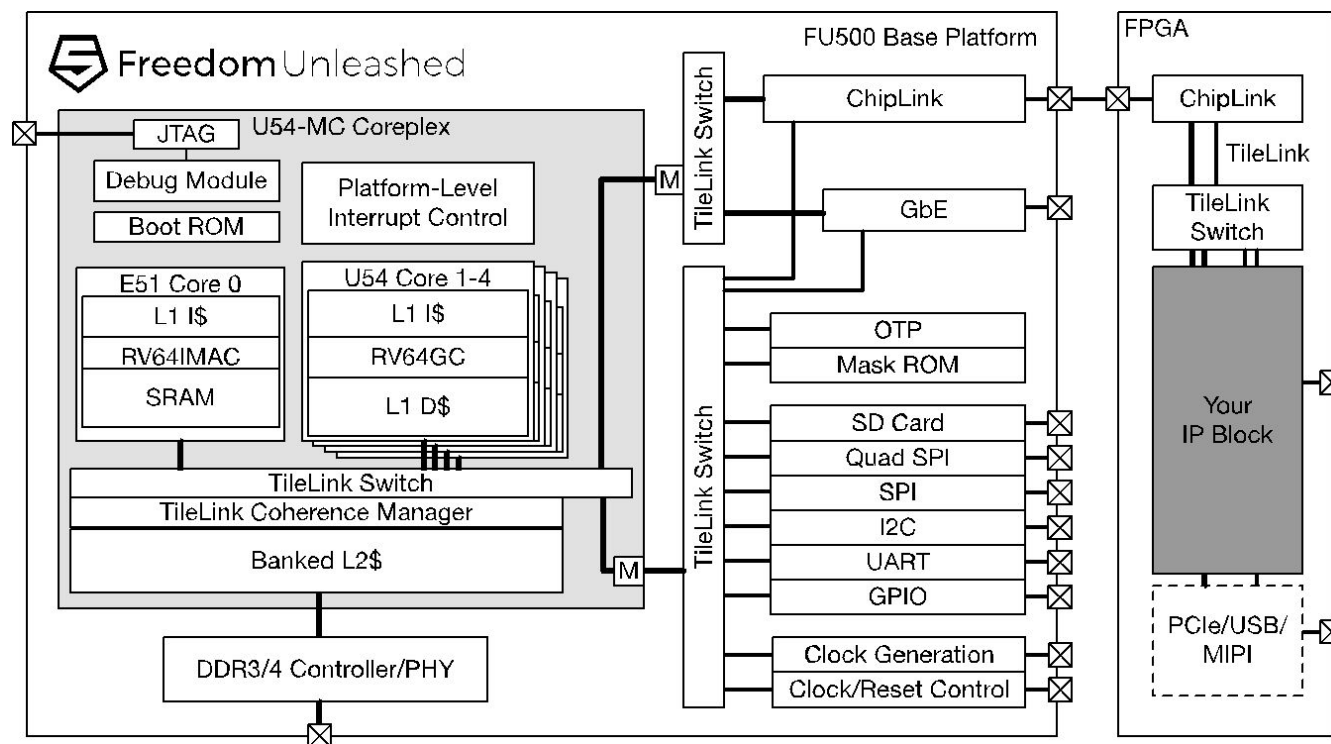 Freedom Unleashed
FU500 Base Platform
FPGA
U54-MC Coreplex
JTAG
Debug Module
Boot ROM
Platform-Level
Interrupt Control
E51 Core 0
L1 I$
RV64IMAC
SRAM
U54 Core 1-4
L1 I$
RV64GC
L1 D$
TileLink Switch
TileLink Coherence Manager
Banked L2$
DDR3/4 Controller/PHY
M
M
TileLink Switch
TileLink Switch
ChipLink
GbE
OTP
Mask ROM
SD Card
Quad SPI
SPI
I2C
UART
GPIO
Clock Generation
Clock/Reset Control
ChipLink
TileLink
TileLink
Switch
Your
IP Block
PCIe/USB/
MIPI